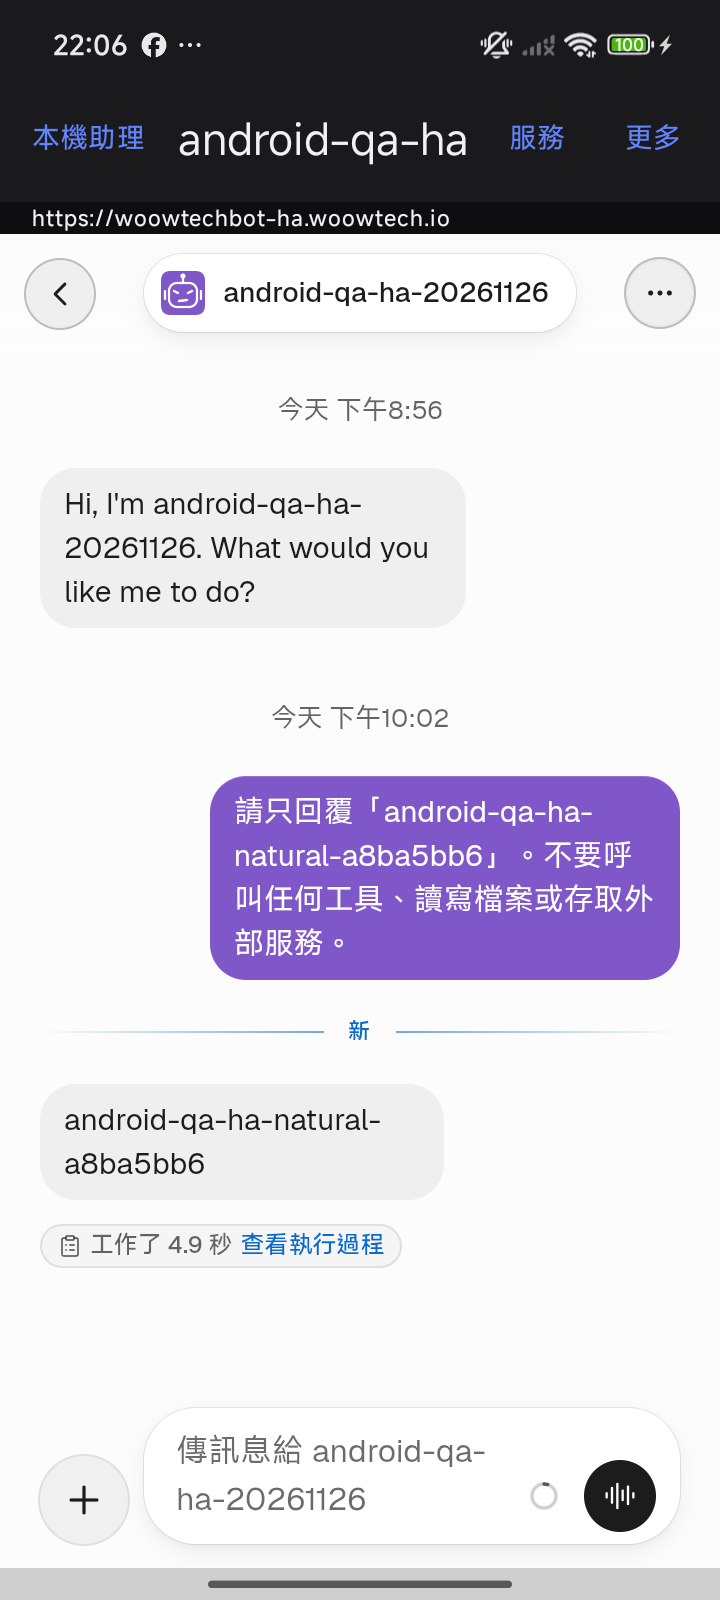 22:06
100
本機助理 android-qa-ha 服務 更多
https://woowtechbot-ha.woowtech.io
android-qa-ha-20261126
今天 下午8:56
Hi, I'm android-qa-ha-
20261126. What would you
like me to do?
今天 下午10:02
請只回覆「android-qa-ha-
natural-a8ba5bb6」。不要呼
叫任何工具、讀寫檔案或存取外
部服務。
新
android-qa-ha-natural-
a8ba5bb6
工作了 4.9 秒 查看執行過程
傳訊息給 android-qa-
ha-20261126